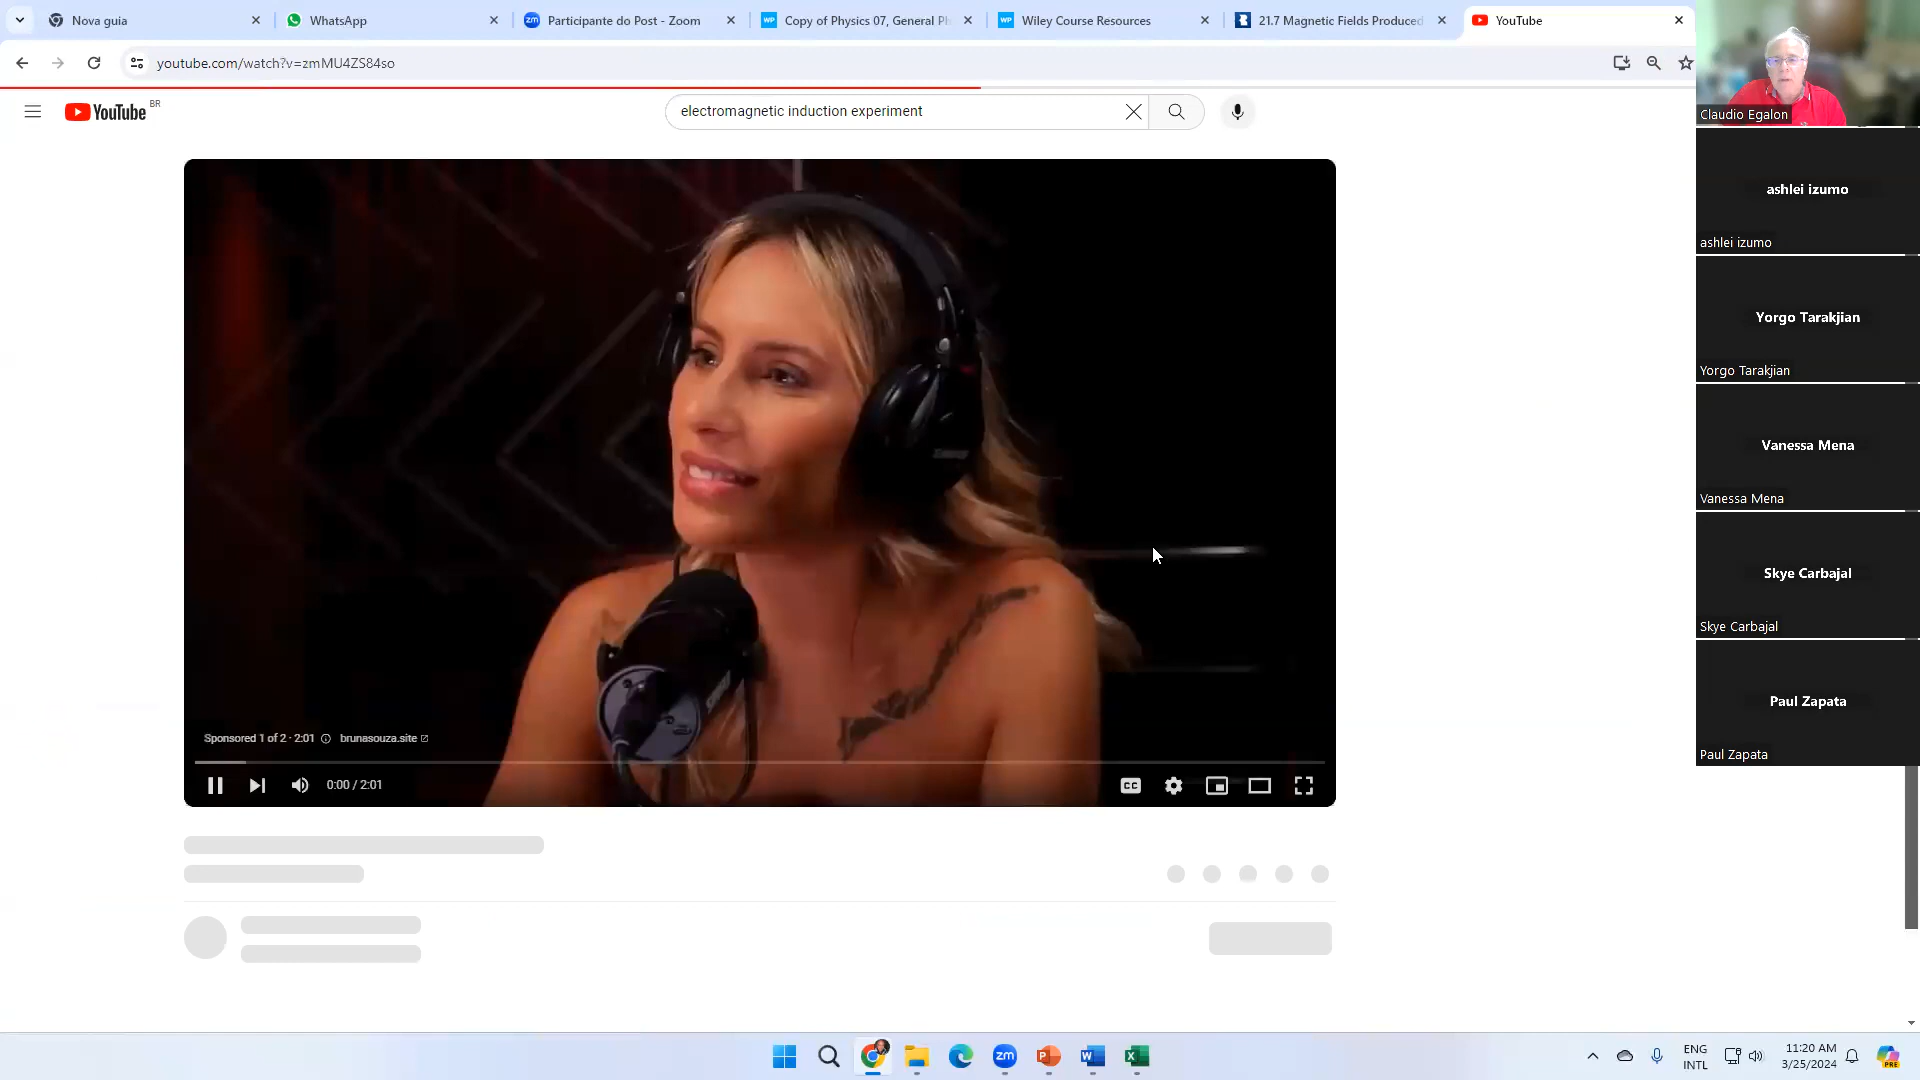 Nova guia
WhatsApp
Participante do Post - Zoom
Copy of Physics 07, General Ph
Wiley Course Resources
21.7 Magnetic Fields Produced
YouTube
youtube.com/watch?v=zmMU4ZS84so
YouTube BR
electromagnetic induction experiment
Claudio Egalon
ashlei izumo
ashlei izumo
Yorgo Tarakjian
Yorgo Tarakjian
Vanessa Mena
Vanessa Mena
Skye Carbajal
Skye Carbajal
Paul Zapata
Paul Zapata
Sponsored 1 of 2 · 2:01
brunasouza.site
0:00 / 2:01
CC
ENG
INTL
11:20 AM
3/25/2024